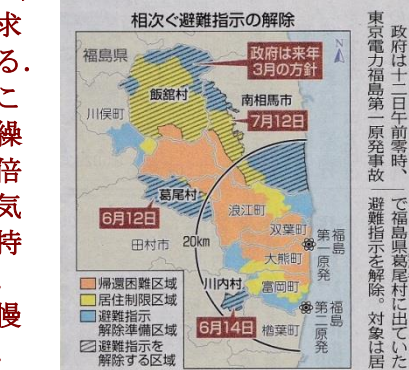 相次ぐ避難指示の解除
福島県
政府は来年
3月の方針
飯舘村
川俣町
南相馬市
7月12日
葛尾村
6月12日
浪江町
双葉町
田村市
20km
大熊町
福島
第一原発
川内村
富岡町
6月14日
福島
第二原発
楢葉町
帰還困難区域
居住制限区域
避難指示
解除準備区域
避難指示を
解除する区域
N
政府は十二日午前零時、
東京電力福島第一原発事故
で福島県葛尾村に出ていた
避難指示を解除。対象は居
求
る.
こ
繰
倍
気
持
慢